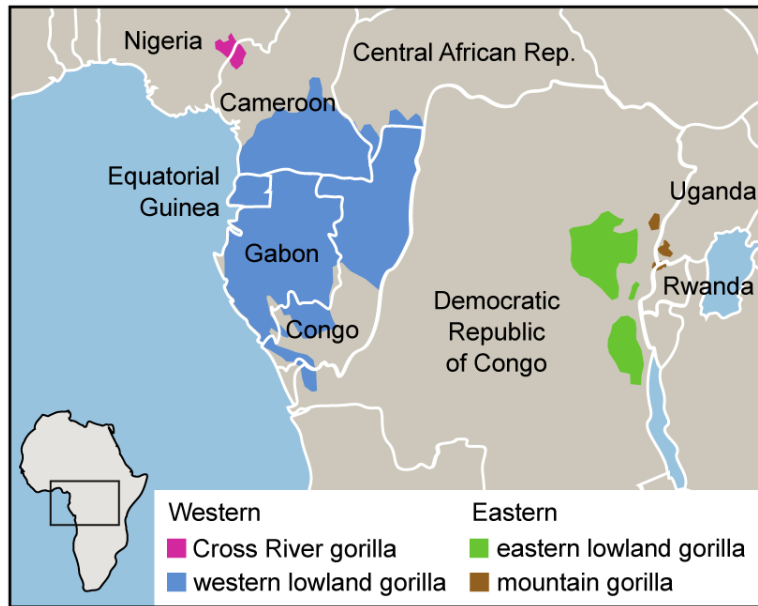 Nigeria
Central African Rep.
Cameroon
Equatorial
Guinea
Uganda
Gabon
Rwanda
Democratic
Republic
of Congo
Congo
Western
Cross River gorilla
western lowland gorilla
Eastern
eastern lowland gorilla
mountain gorilla